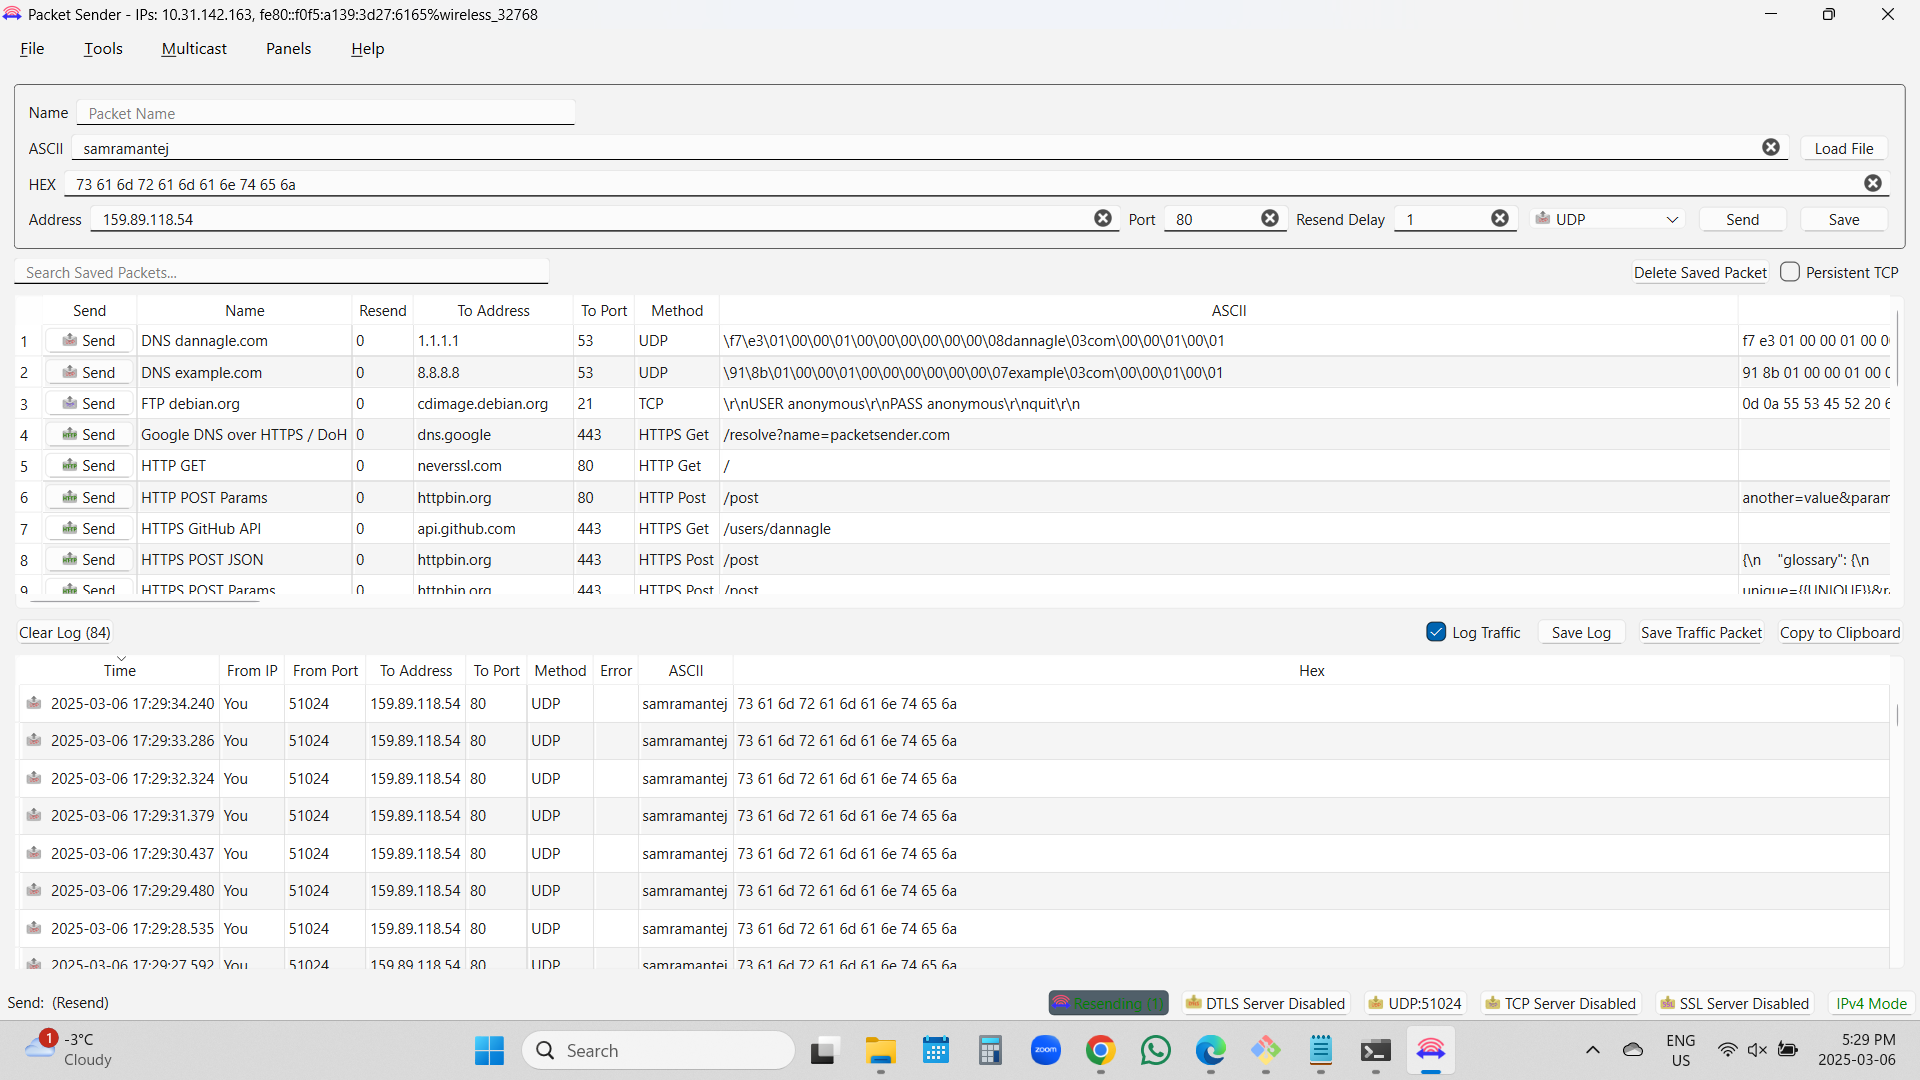 Packet Sender - IPs: 10.31.142.163, fe80::f0f5:a139:3d27:6165%wireless_32768
File Tools Multicast Panels Help
Name Packet Name
ASCII samramantej Load File
HEX 73 61 6d 72 61 6d 61 6e 74 65 6a
Address 159.89.118.54 Port 80 Resend Delay 1 UDP Send Save
Search Saved Packets... Delete Saved Packet Persistent TCP
Send Name Resend To Address To Port Method ASCII
1 Send DNS dannagle.com 0 1.1.1.1 53 UDP \f7\e3\01\00\00\01\00\00\00\00\00\00\08dannagle\03com\00\00\01\00\01 f7 e3 01 00 00 01 00 0
2 Send DNS example.com 0 8.8.8.8 53 UDP \91\8b\01\00\00\01\00\00\00\00\00\00\07example\03com\00\00\01\00\01 91 8b 01 00 00 01 00
3 Send FTP debian.org 0 cdimage.debian.org 21 TCP \r\nUSER anonymous\r\nPASS anonymous\r\nquit\r\n 0d 0a 55 53 45 52 20 6
4 Send Google DNS over HTTPS / DoH 0 dns.google 443 HTTPS Get /resolve?name=packetsender.com
5 Send HTTP GET 0 neverssl.com 80 HTTP Get /
6 Send HTTP POST Params 0 httpbin.org 80 HTTP Post /post another=value&param
7 Send HTTPS GitHub API 0 api.github.com 443 HTTPS Get /users/dannagle
8 Send HTTPS POST JSON 0 httpbin.org 443 HTTPS Post /post {\n "glossary": {\n
9 Send HTTPS POST Params 0 httpbin.org 443 HTTPS Post /post unique={{UNIQUE}}&r
Clear Log (84) Log Traffic Save Log Save Traffic Packet Copy to Clipboard
Time From IP From Port To Address To Port Method Error ASCII Hex
2025-03-06 17:29:34.240 You 51024 159.89.118.54 80 UDP samramantej 73 61 6d 72 61 6d 61 6e 74 65 6a
2025-03-06 17:29:33.286 You 51024 159.89.118.54 80 UDP samramantej 73 61 6d 72 61 6d 61 6e 74 65 6a
2025-03-06 17:29:32.324 You 51024 159.89.118.54 80 UDP samramantej 73 61 6d 72 61 6d 61 6e 74 65 6a
2025-03-06 17:29:31.379 You 51024 159.89.118.54 80 UDP samramantej 73 61 6d 72 61 6d 61 6e 74 65 6a
2025-03-06 17:29:30.437 You 51024 159.89.118.54 80 UDP samramantej 73 61 6d 72 61 6d 61 6e 74 65 6a
2025-03-06 17:29:29.480 You 51024 159.89.118.54 80 UDP samramantej 73 61 6d 72 61 6d 61 6e 74 65 6a
2025-03-06 17:29:28.535 You 51024 159.89.118.54 80 UDP samramantej 73 61 6d 72 61 6d 61 6e 74 65 6a
2025-03-06 17:29:27.592 You 51024 159.89.118.54 80 UDP samramantej 73 61 6d 72 61 6d 61 6e 74 65 6a
Send: (Resend) Resending (1) DTLS Server Disabled UDP:51024 TCP Server Disabled SSL Server Disabled IPv4 Mode
1 -3°C
Cloudy
Search
zoom
ENG
US
5:29 PM
2025-03-06